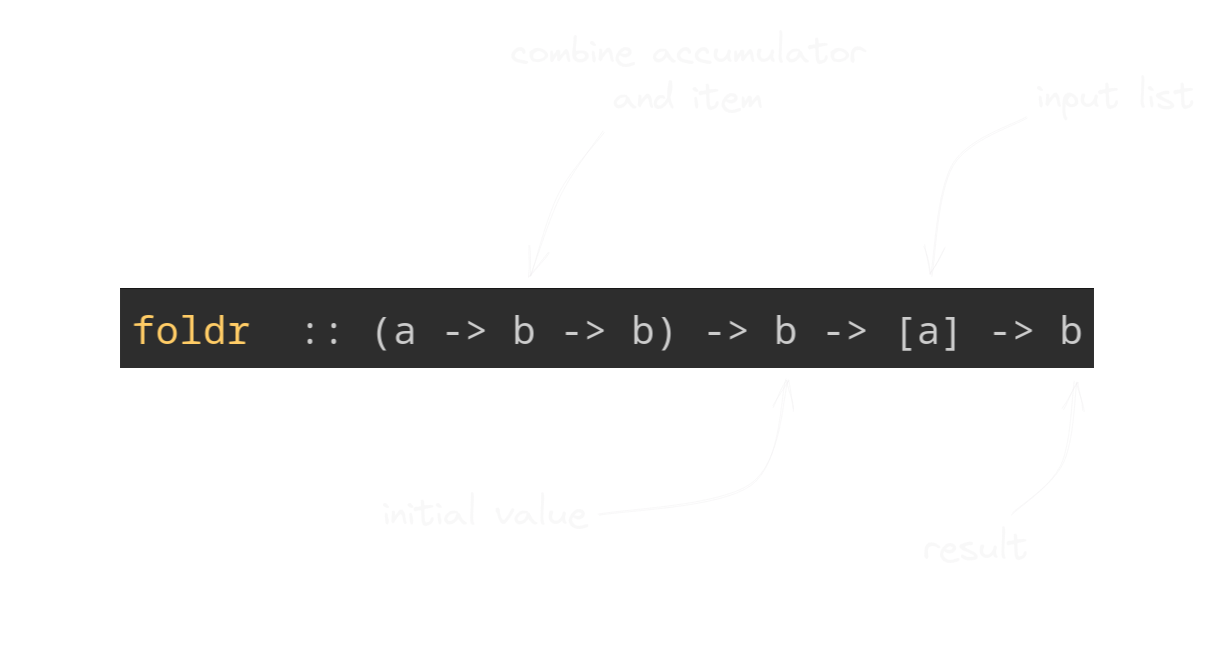 combine accumulator
and item
input list
foldr :: (a -> b -> b) -> b -> [a] -> b
initial value
result